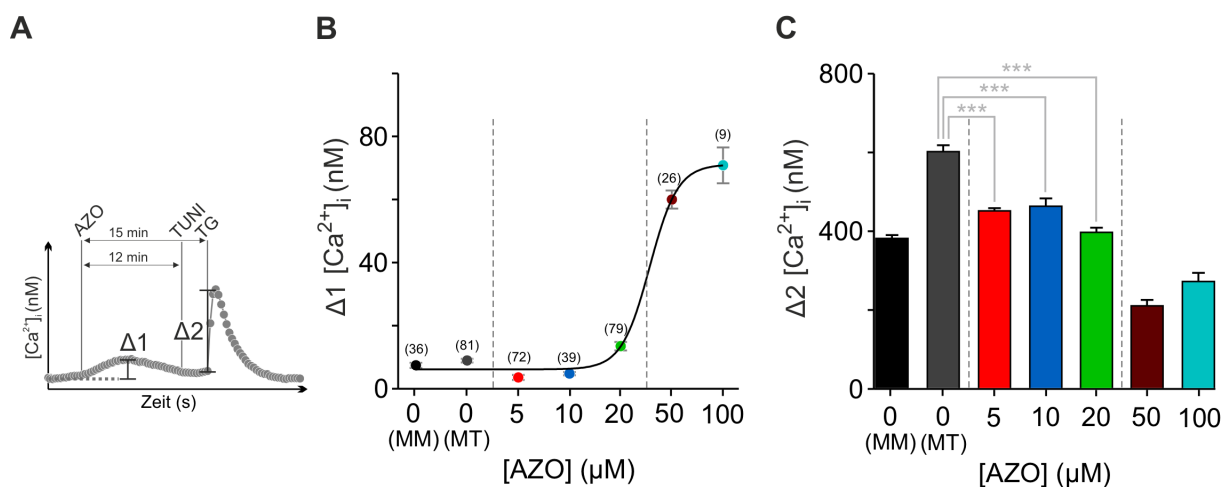 A
AZO
TUNI
TG
15 min
12 min
[Ca²⁺]ᵢ (nM)
Δ1
Δ2
Zeit (s)
B
Δ1 [Ca²⁺]ᵢ (nM)
80
40
0
(36)
(81)
(72)
(39)
(79)
(26)
(9)
0 0 5 10 20 50 100
(MM) (MT)
[AZO] (µM)
C
Δ2 [Ca²⁺]ᵢ (nM)
800
400
0
***
***
***
0 0 5 10 20 50 100
(MM) (MT)
[AZO] (µM)